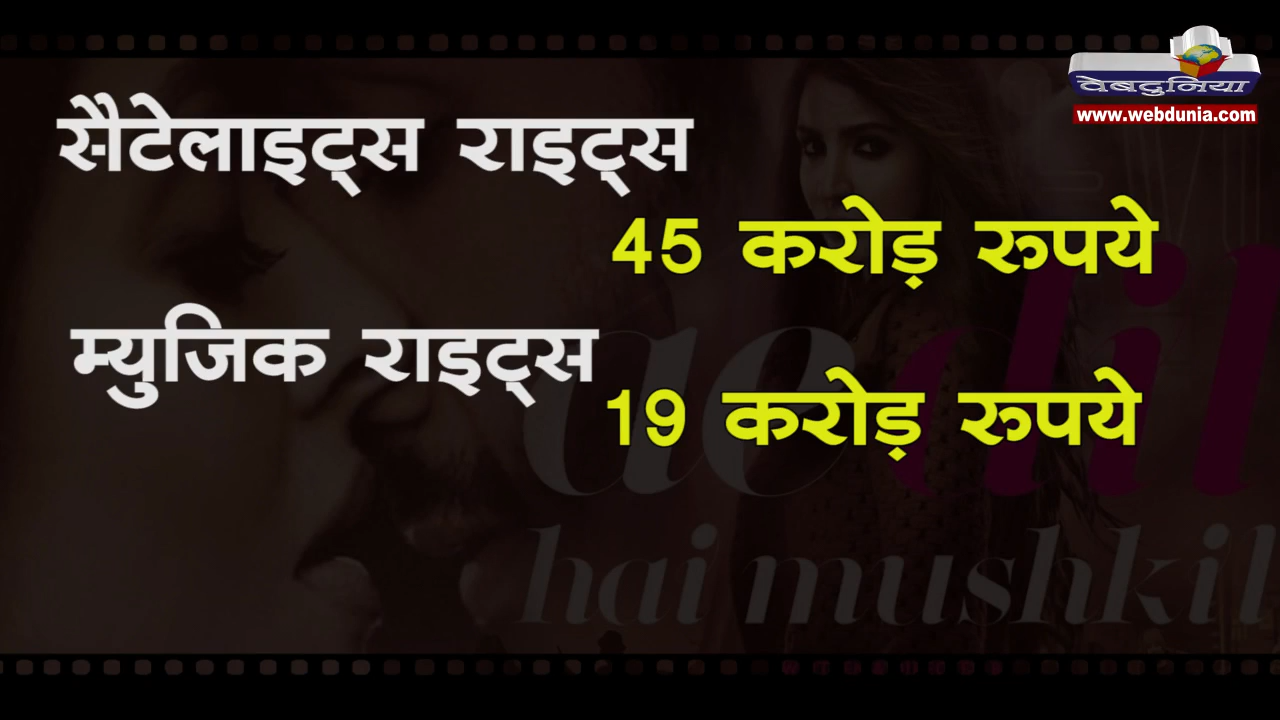 वेबदुनिया
www.webdunia.com
सैटेलाइट्स राइट्स
45 करोड़ रुपये
म्युजिक राइट्स
19 करोड़ रुपये
ae dil
hai mushkil